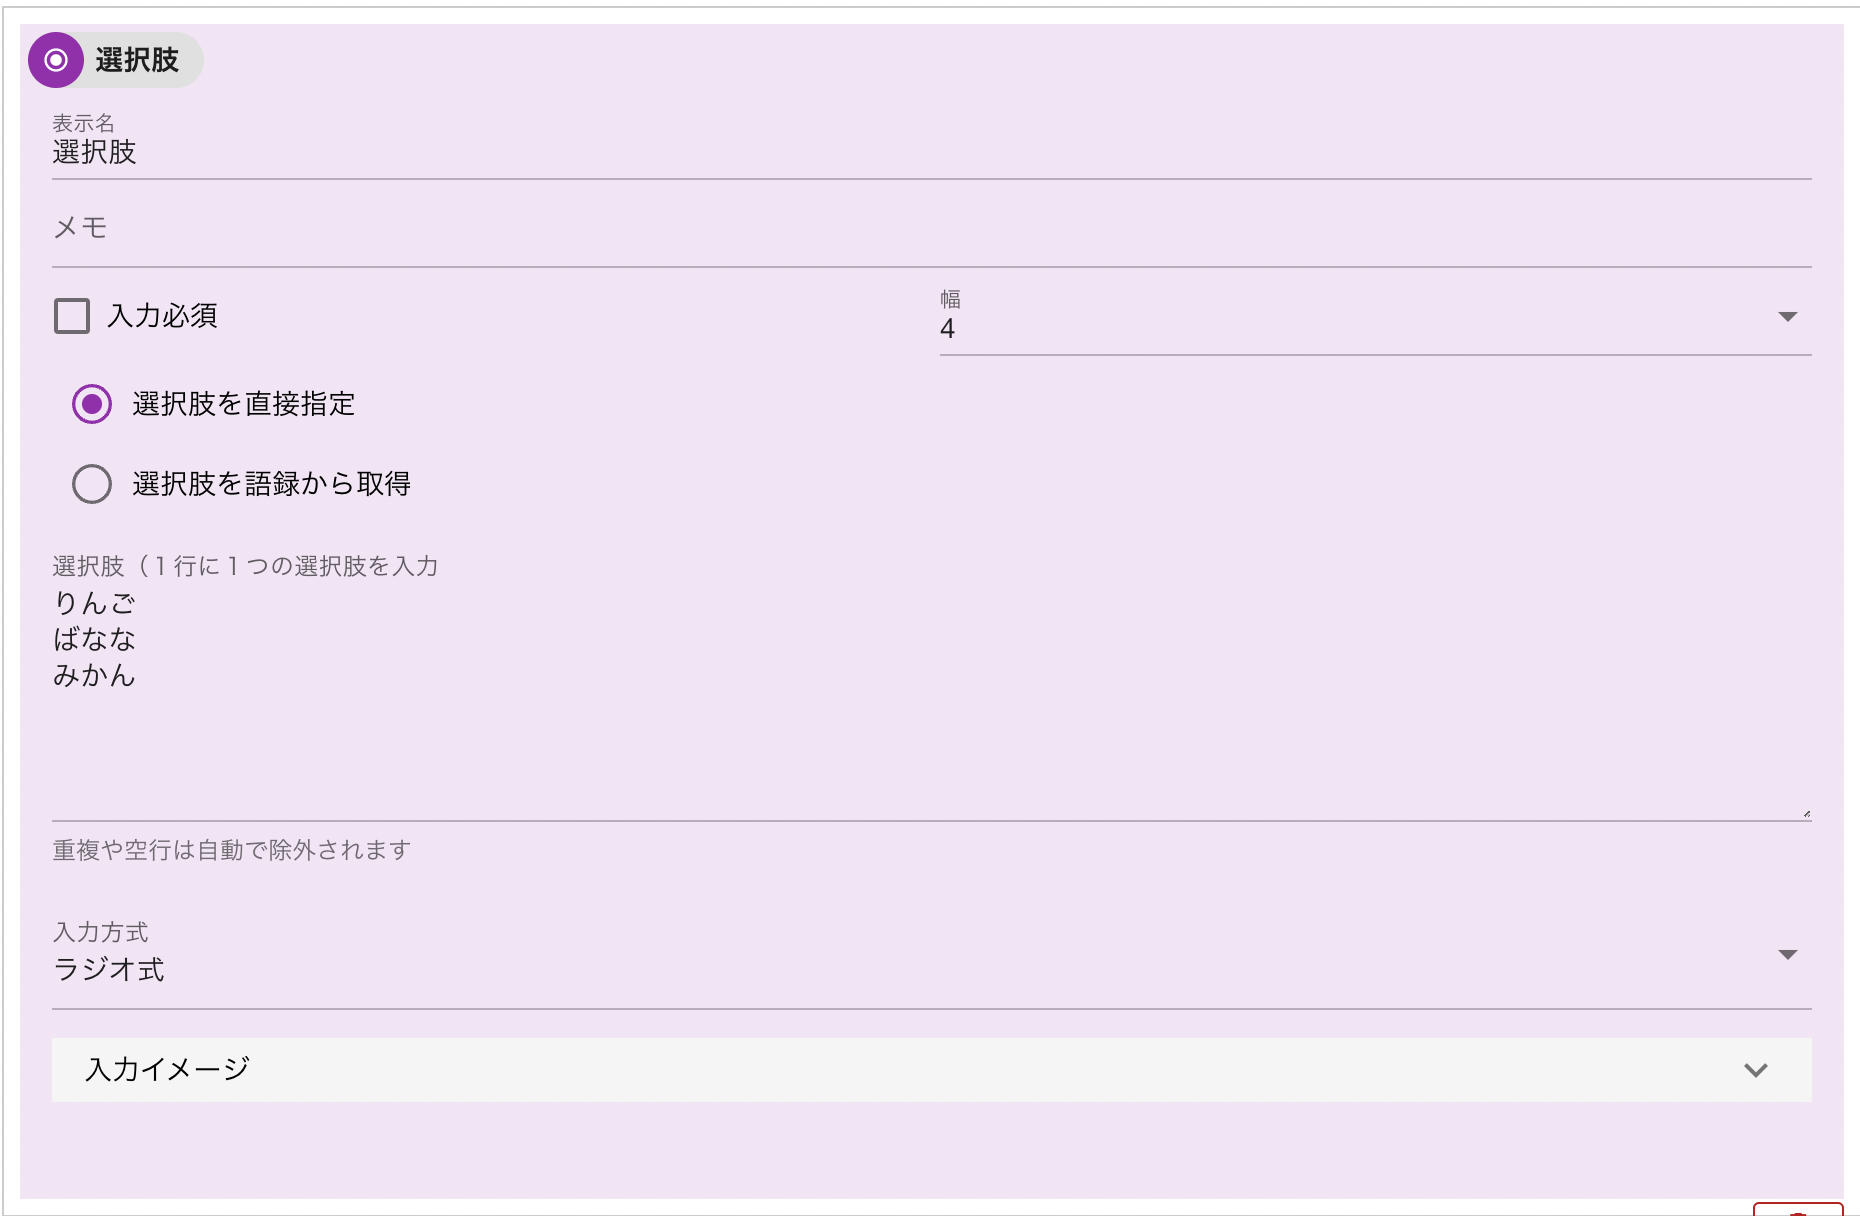 選択肢
表示名
選択肢
メモ
入力必須
幅
4
選択肢を直接指定
選択肢を語録から取得
選択肢（１行に１つの選択肢を入力
りんご
ばなな
みかん
重複や空行は自動で除外されます
入力方式
ラジオ式
入力イメージ